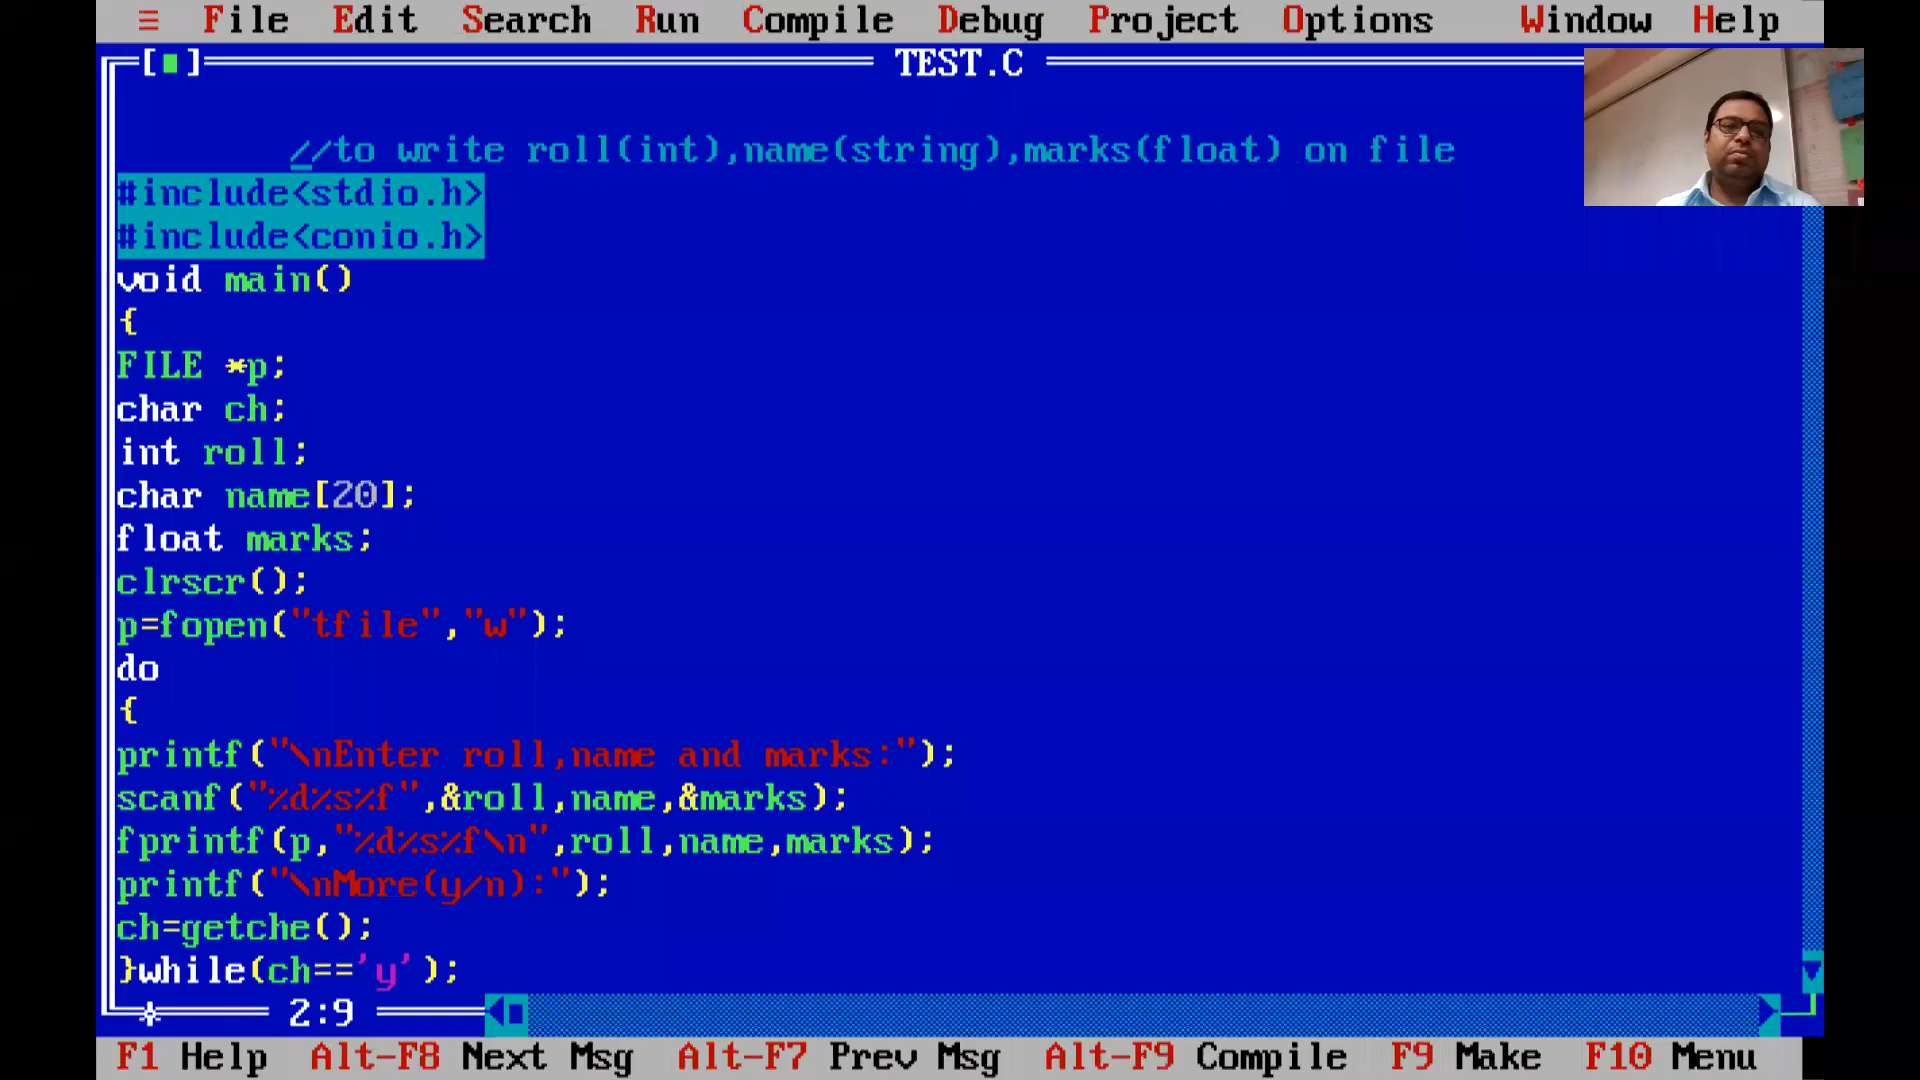 ≡ File Edit Search Run Compile Debug Project Options Window Help
[■] TEST.C
//to write roll(int),name(string),marks(float) on file
#include<stdio.h>
#include<conio.h>
void main()
{
FILE *p;
char ch;
int roll;
char name[20];
float marks;
clrscr();
p=fopen("tfile","w");
do
{
printf("\nEnter roll,name and marks:");
scanf("%d%s%f",&roll,name,&marks);
fprintf(p,"%d%s%f\n",roll,name,marks);
printf("\nMore(y/n):");
ch=getche();
}while(ch=='y');
* 2:9
F1 Help Alt-F8 Next Msg Alt-F7 Prev Msg Alt-F9 Compile F9 Make F10 Menu